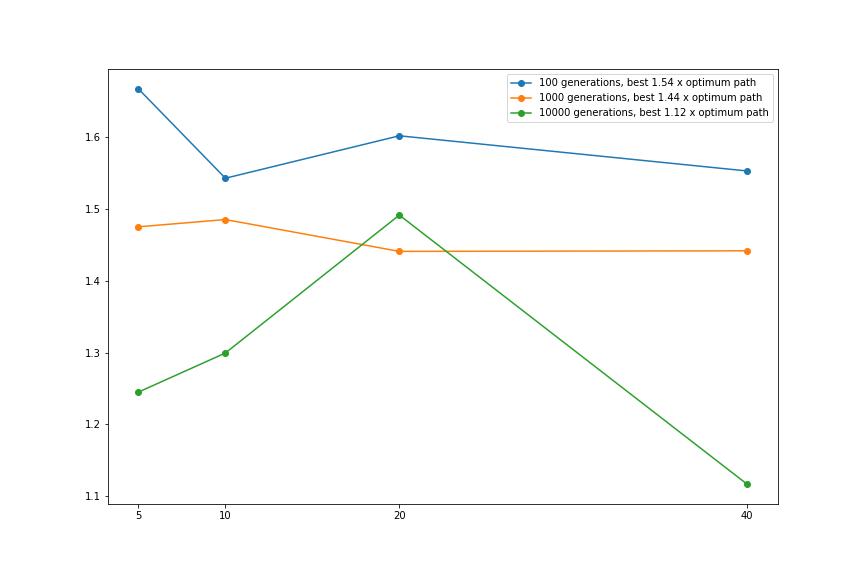 100 generations, best 1.54 x optimum path
1000 generations, best 1.44 x optimum path
10000 generations, best 1.12 x optimum path
1.6
1.5
1.4
1.3
1.2
1.1
5 10 20 40